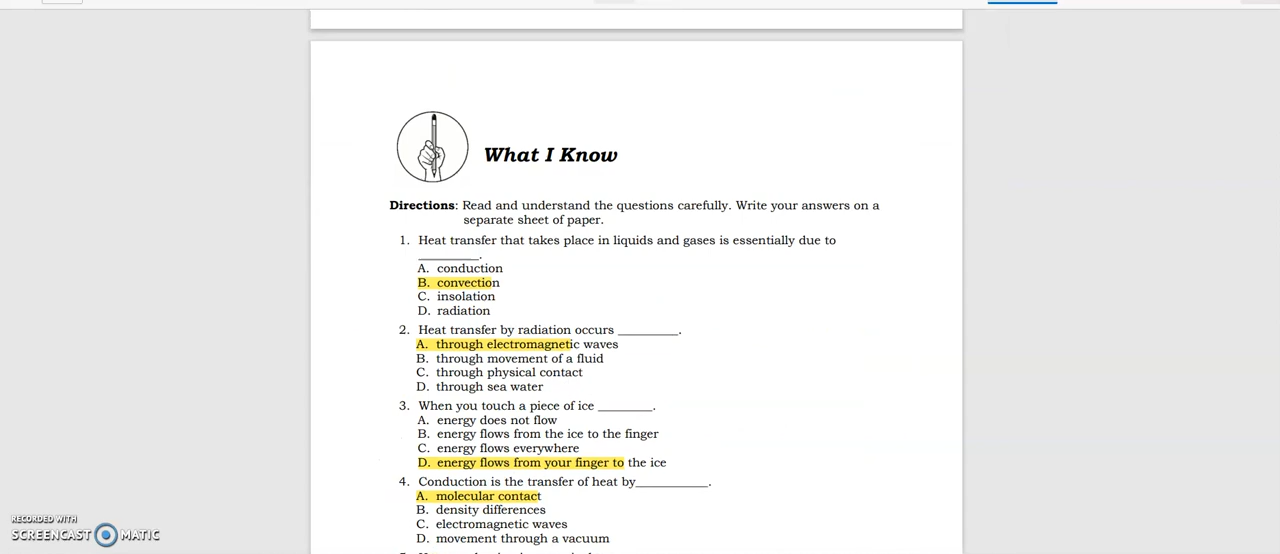 What I Know
Directions: Read and understand the questions carefully. Write your answers on a
separate sheet of paper.
1. Heat transfer that takes place in liquids and gases is essentially due to
_________.
A. conduction
B. convection
C. insolation
D. radiation
2. Heat transfer by radiation occurs _________.
A. through electromagnetic waves
B. through movement of a fluid
C. through physical contact
D. through sea water
3. When you touch a piece of ice ________.
A. energy does not flow
B. energy flows from the ice to the finger
C. energy flows everywhere
D. energy flows from your finger to the ice
4. Conduction is the transfer of heat by___________.
A. molecular contact
B. density differences
C. electromagnetic waves
D. movement through a vacuum
RECORDED WITH
SCREENCAST MATIC